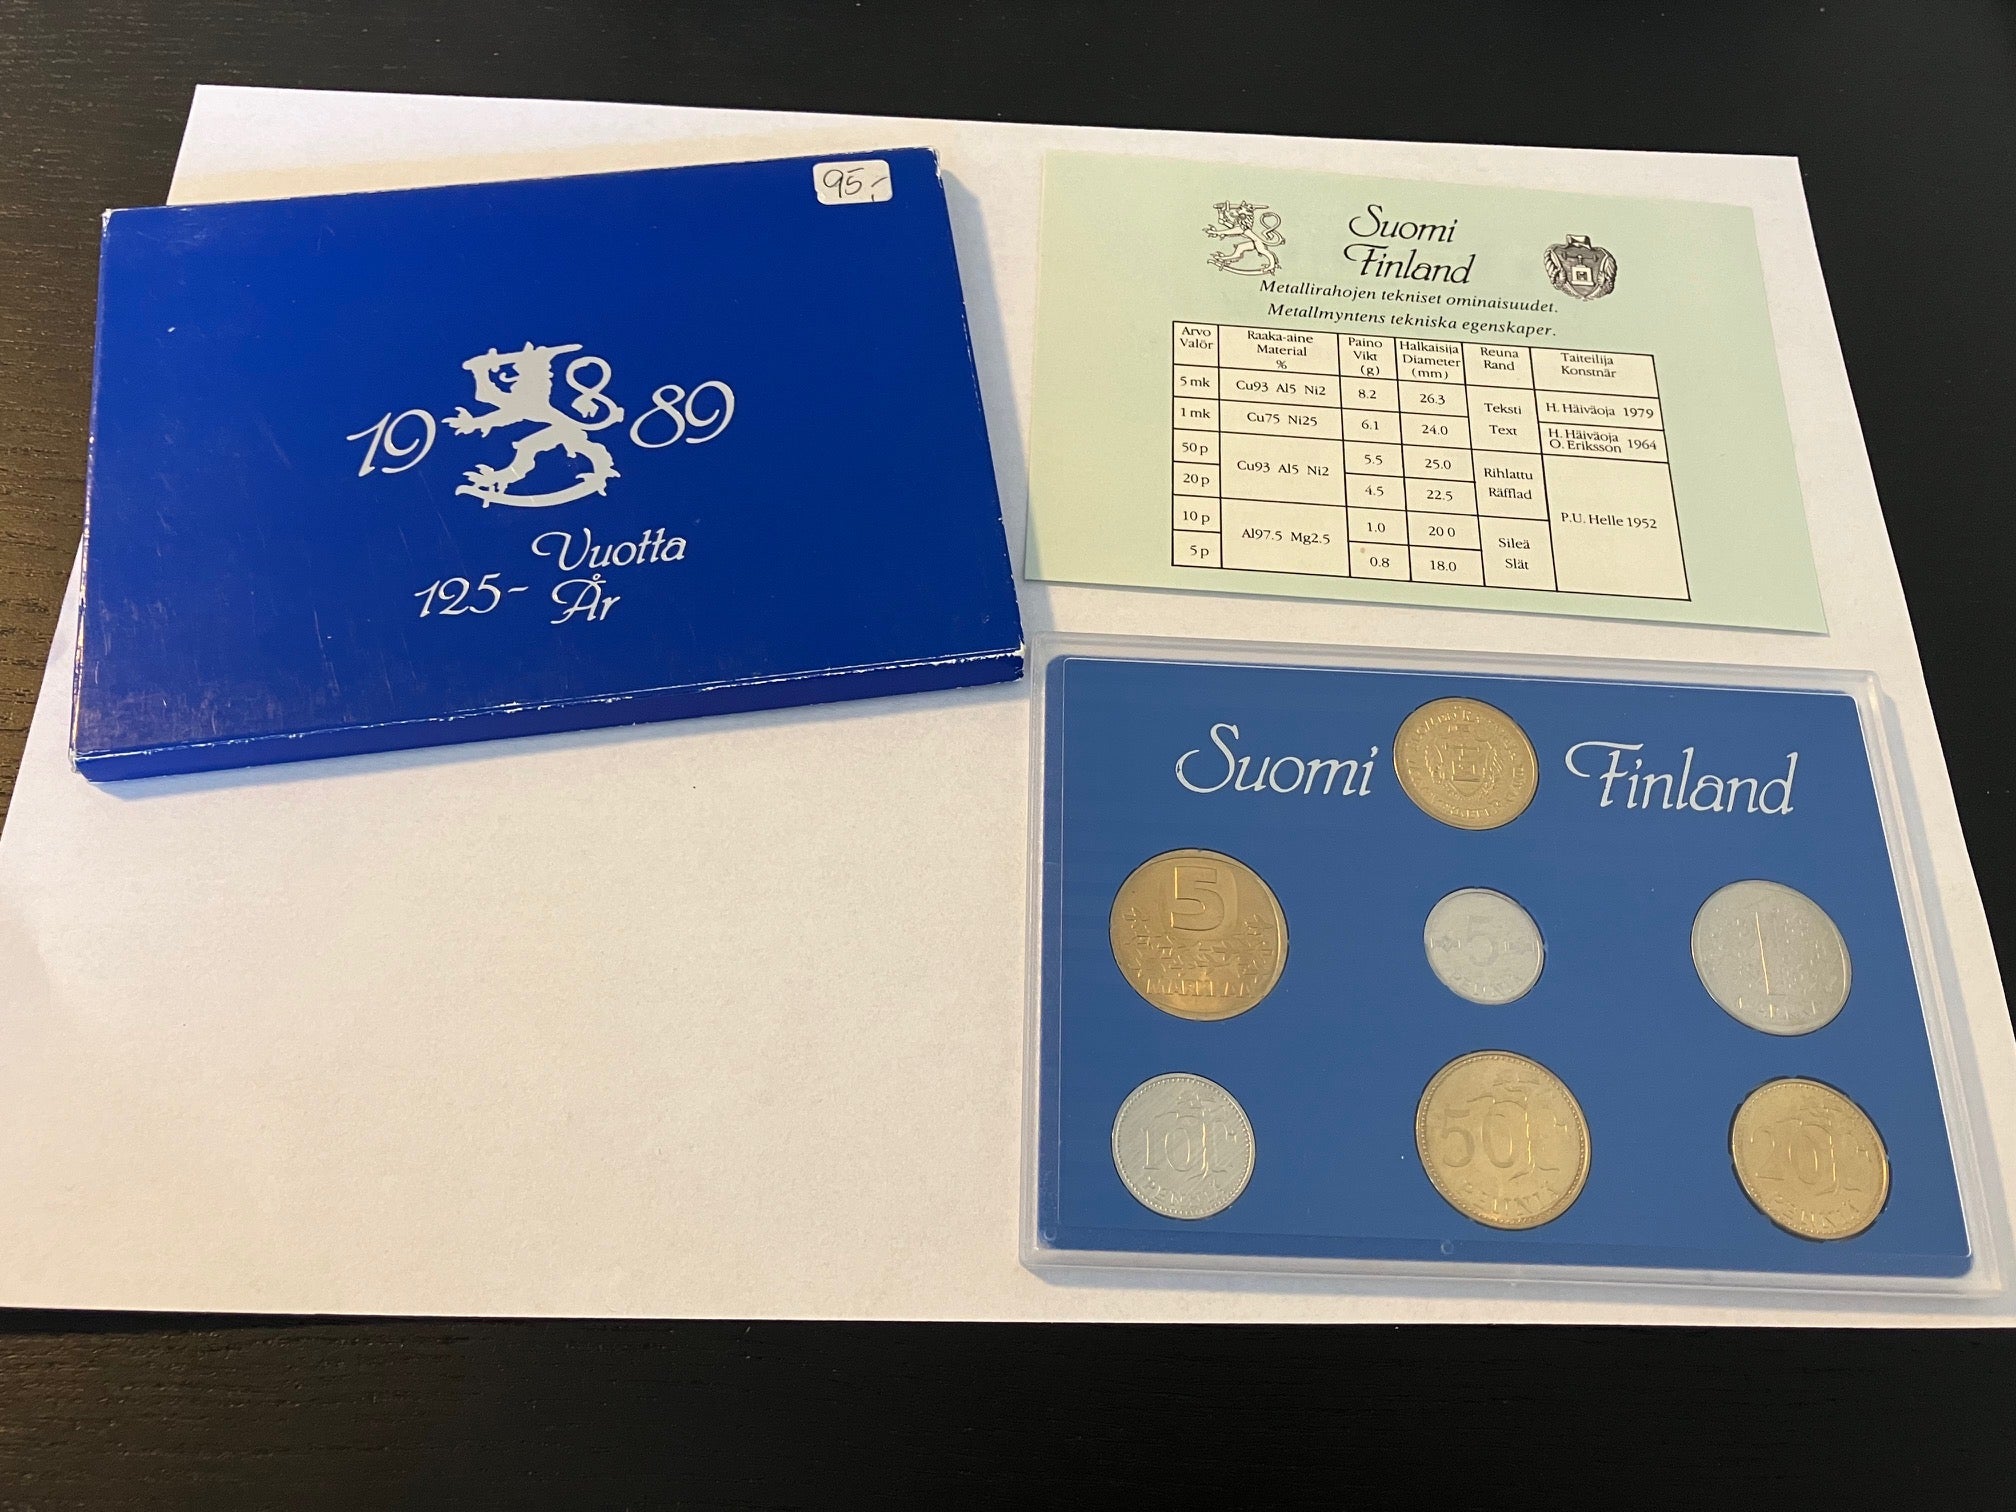 95,-
19 89
Vuotta
125- År
Suomi
Finland
Metallirahojen tekniset ominaisuudet.
Metallmyntens tekniska egenskaper.
Arvo Valör Raaka-aine Material % Paino Vikt (g) Halkaisija Diameter (mm) Reuna Rand Taiteilija Konstnär
5 mk Cu93 Al5 Ni2 8.2 26.3 Teksti Text H. Häiväoja 1979
1 mk Cu75 Ni25 6.1 24.0 H. Häiväoja O. Eriksson 1964
50 p Cu93 Al5 Ni2 5.5 25.0 Rihlattu Räfflad P.U. Helle 1952
20 p 4.5 22.5
10 p Al97.5 Mg2.5 1.0 20 0 Sileä Slät
5 p 0.8 18.0
Suomi Finland
5
MARKKAA
5
PENNIÄ
1
MARKKA
10
PENNIÄ
50
PENNIÄ
20
PENNIÄ